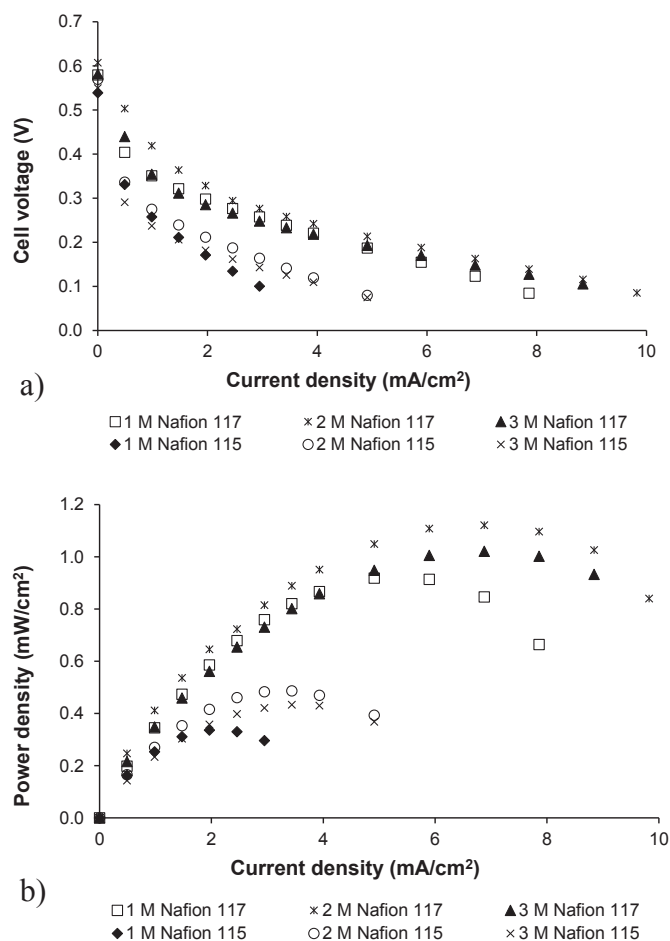 0.7
0.6
0.5
0.4
0.3
0.2
0.1
0.0
Cell voltage (V)
0 2 4 6 8 10
Current density (mA/cm²)
a)
1 M Nafion 117 2 M Nafion 117 3 M Nafion 117
1 M Nafion 115 2 M Nafion 115 3 M Nafion 115
1.2
1.0
0.8
0.6
0.4
0.2
0.0
Power density (mW/cm²)
0 2 4 6 8 10
Current density (mA/cm²)
b)
1 M Nafion 117 2 M Nafion 117 3 M Nafion 117
1 M Nafion 115 2 M Nafion 115 3 M Nafion 115